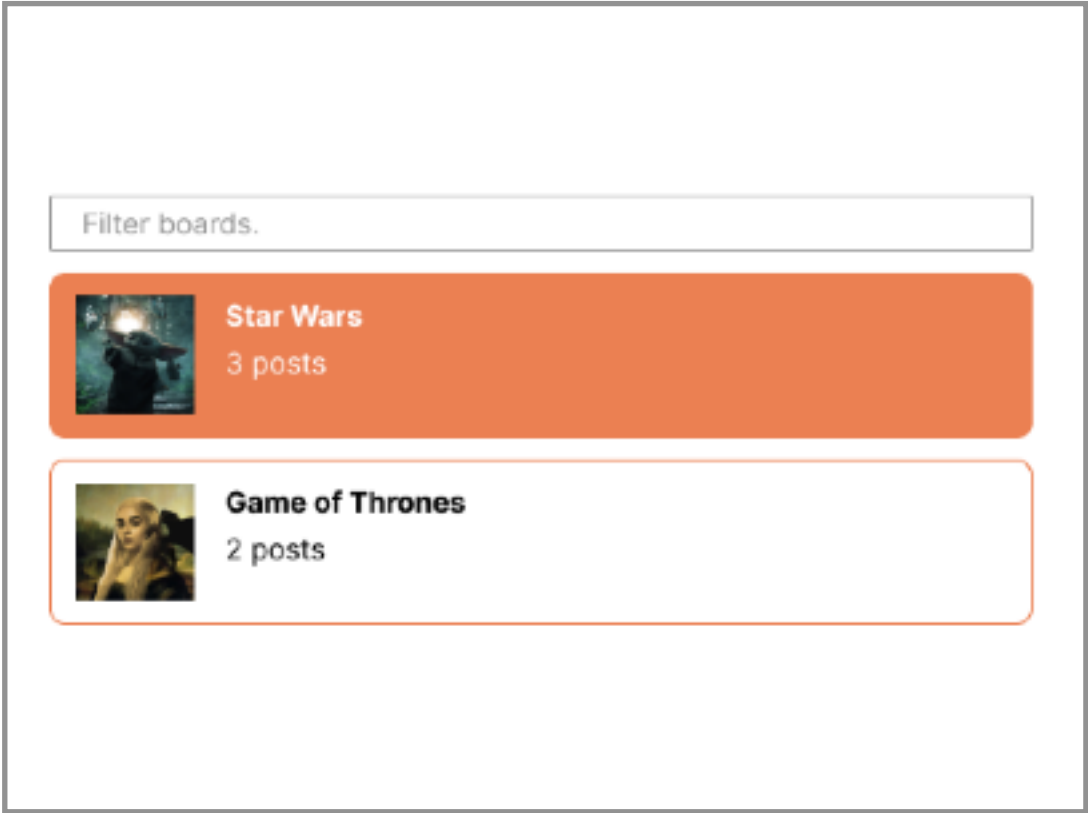 Filter boards.
Star Wars
3 posts
Game of Thrones
2 posts